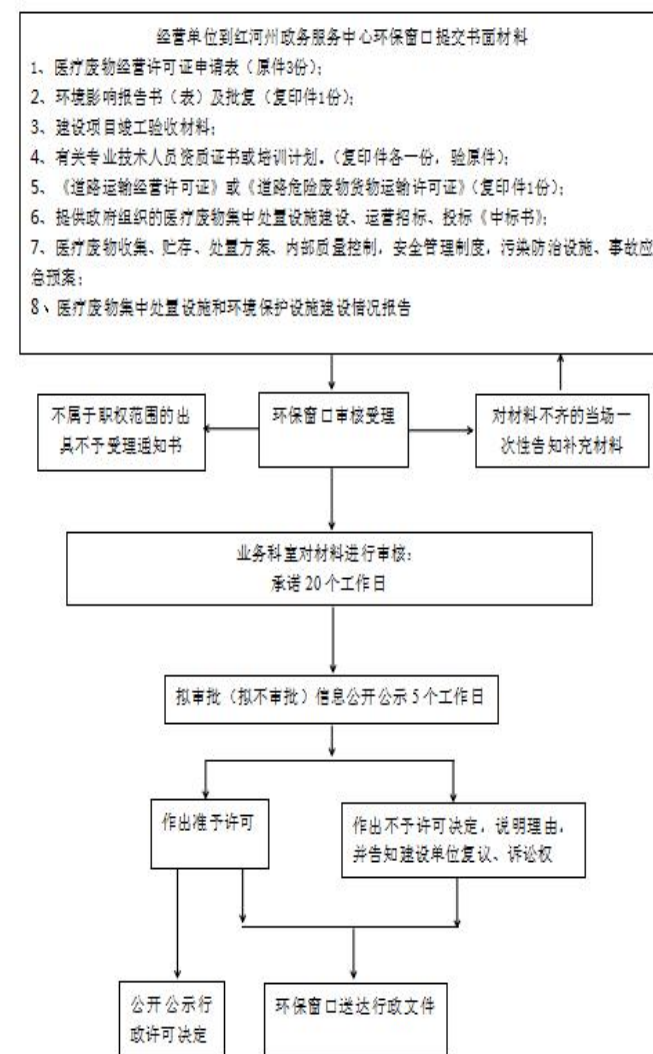 经营单位到红河州政务服务中心环保窗口提交书面材料
1、医疗废物经营许可证申请表（原件3份）；
2、环境影响报告书（表）及批复（复印件1份）；
3、建设项目竣工验收材料；
4、有关专业技术人员资质证书或培训计划。（复印件各一份，验原件）；
5、《道路运输经营许可证》或《道路危险废物货物运输许可证》（复印件1份）；
6、提供政府组织的医疗废物集中处置设施建设、运营招标、投标《中标书》；
7、医疗废物收集、贮存、处置方案、内部质量控制，安全管理制度，污染防治设施、事故应
急预案；
8、医疗废物集中处置设施和环境保护设施建设情况报告
不属于职权范围的出
具不予受理通知书
环保窗口审核受理
对材料不齐的当场一
次性告知补充材料
业务科室对材料进行审核：
承诺20个工作日
拟审批（拟不审批）信息公开公示5个工作日
作出准予许可
作出不予许可决定，说明理由，
并告知建设单位复议、诉讼权
公开公示行
政许可决定
环保窗口送达行政文件